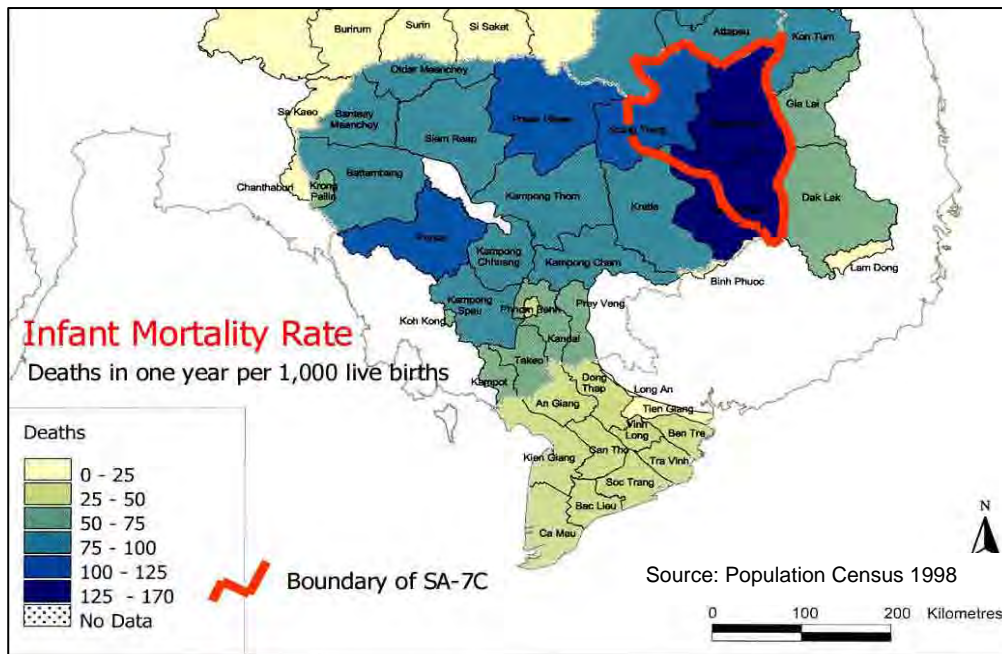 Burirum
Surin
Si Saket
Attapeu
Kon Tum
Otdar Meanchey
Sa Kaeo
Banteay
Meanchey
Siem Reap
Preah Vihear
Stung Treng
Gia Lai
Battambang
Chanthaburi
Krong
Pailin
Kampong Thom
Kratie
Dak Lak
Pursat
Kampong
Chhnang
Kampong Cham
Lam Dong
Binh Phuoc
Kampong
Speu
Phnom Penh
Prey Veng
Koh Kong
Kandal
Infant Mortality Rate
Takeo
Deaths in one year per 1,000 live births
Kampot
Dong
Thap
Long An
An Giang
Tien Giang
Vinh
Long
Ben Tre
Deaths
Kien Giang
Can Tho
Tra Vinh
0 - 25
25 - 50
50 - 75
75 - 100
100 - 125
125 - 170
No Data
Soc Trang
Bac Lieu
Ca Mau
N
Boundary of SA-7C
Source: Population Census 1998
0 100 200 Kilometres